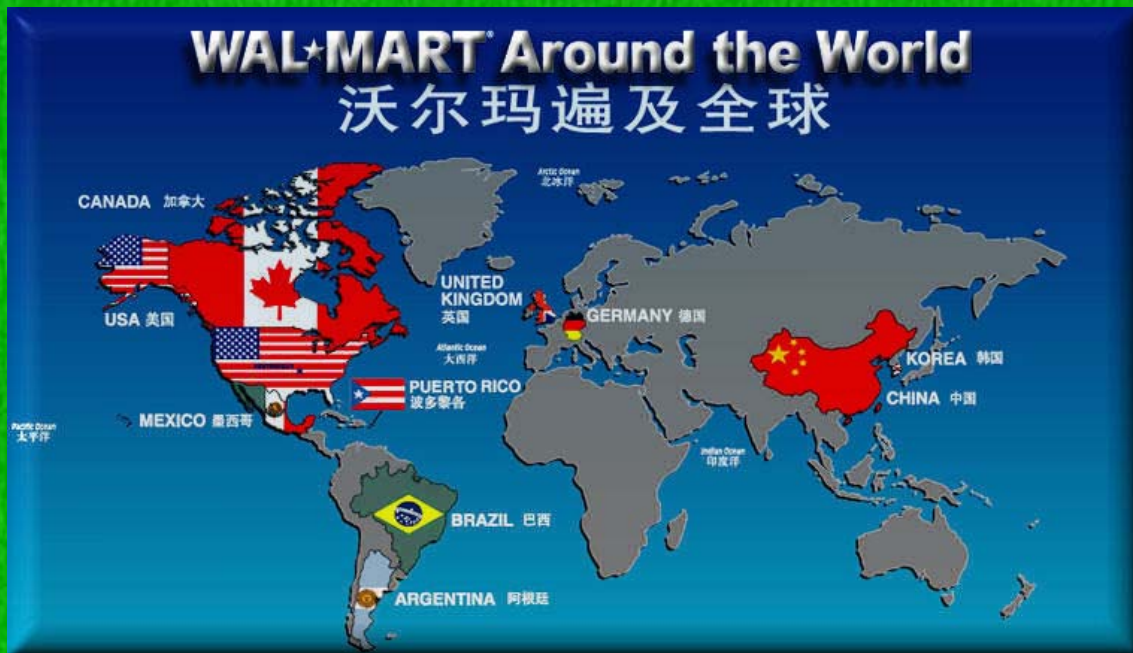 WAL★MART® Around the World
沃尔玛遍及全球
Arctic Ocean
北冰洋
CANADA 加拿大
UNITED
KINGDOM
英国
GERMANY 德国
USA 美国
Atlantic Ocean
大西洋
KOREA 韩国
PUERTO RICO
波多黎各
CHINA 中国
MEXICO 墨西哥
Pacific Ocean
太平洋
Indian Ocean
印度洋
BRAZIL 巴西
ARGENTINA 阿根廷